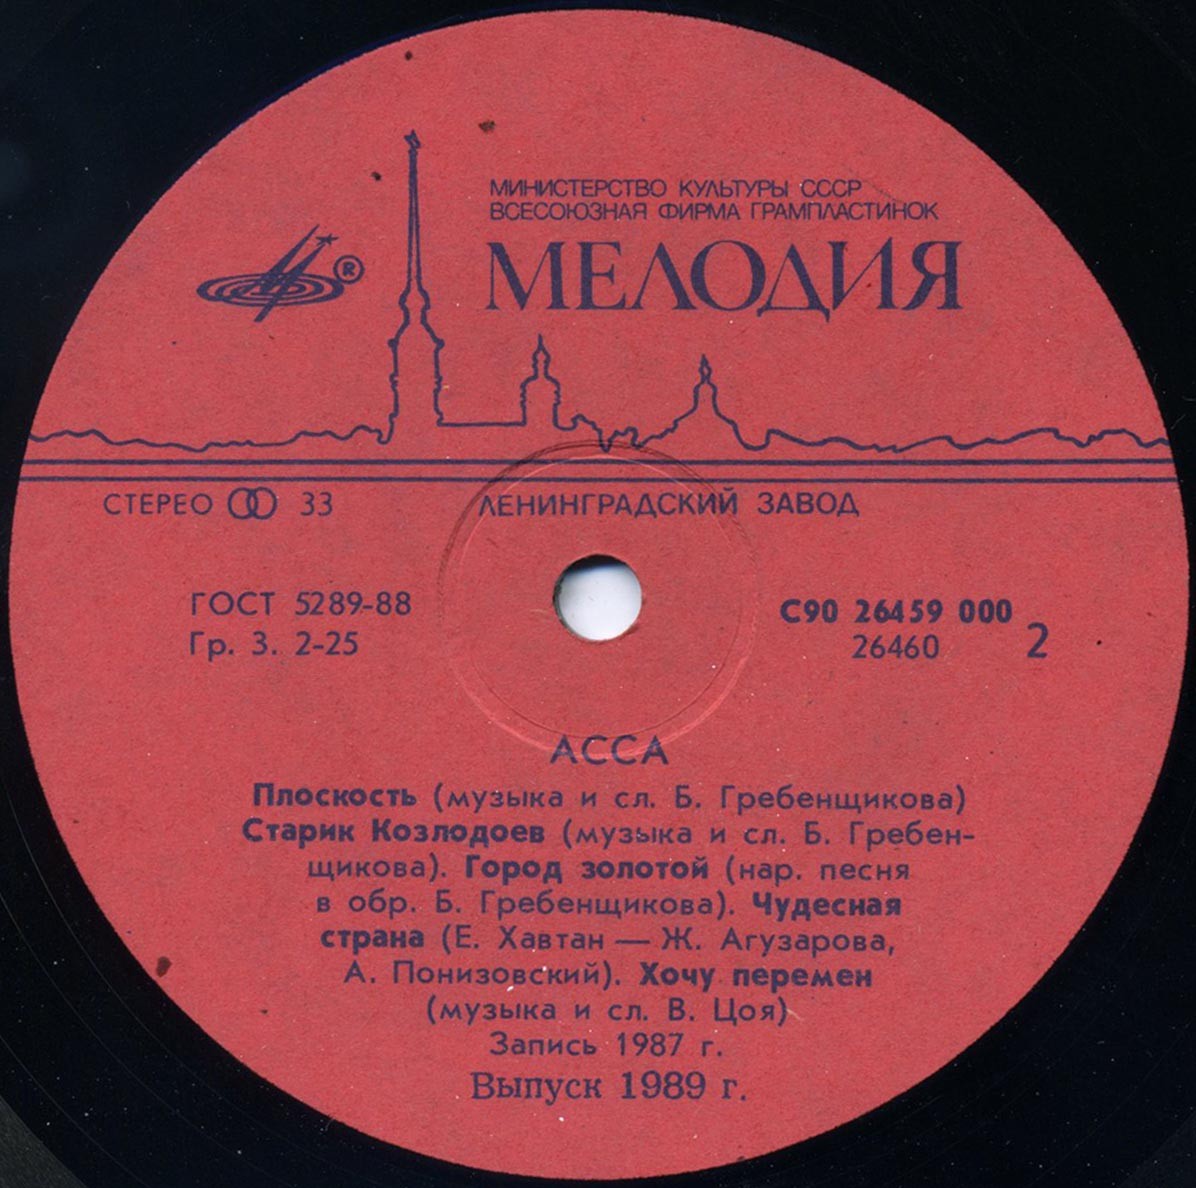 МИНИСТЕРСТВО КУЛЬТУРЫ СССР
ВСЕСОЮЗНАЯ ФИРМА ГРАМПЛАСТИНОК
МЕЛОДИЯ
®
СТЕРЕО 33
ЛЕНИНГРАДСКИЙ ЗАВОД
ГОСТ 5289-88
Гр. 3. 2-25
С90 26459 000
26460 2
АССА
Плоскость (музыка и сл. Б. Гребенщикова)
Старик Козлодоев (музыка и сл. Б. Гребен-
щикова). Город золотой (нар. песня
в обр. Б. Гребенщикова). Чудесная
страна (Е. Хавтан — Ж. Агузарова,
А. Понизовский). Хочу перемен
(музыка и сл. В. Цоя)
Запись 1987 г.
Выпуск 1989 г.